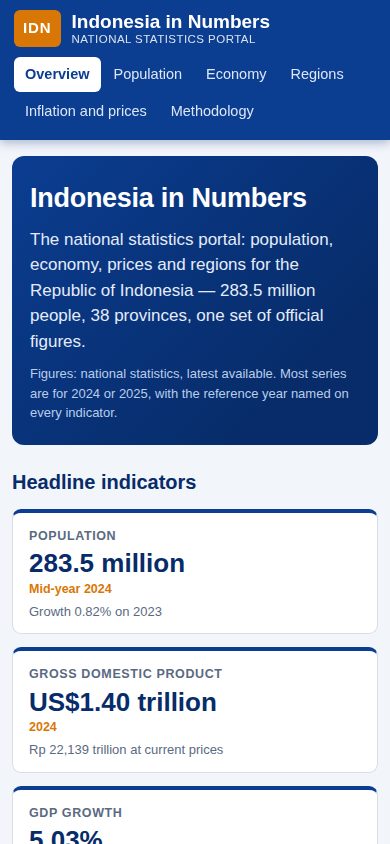 IDN
Indonesia in Numbers
NATIONAL STATISTICS PORTAL
Overview
Population
Economy
Regions
Inflation and prices
Methodology
Indonesia in Numbers
The national statistics portal: population,
economy, prices and regions for the
Republic of Indonesia — 283.5 million
people, 38 provinces, one set of official
figures.
Figures: national statistics, latest available. Most series
are for 2024 or 2025, with the reference year named on
every indicator.
Headline indicators
POPULATION
283.5 million
Mid-year 2024
Growth 0.82% on 2023
GROSS DOMESTIC PRODUCT
US$1.40 trillion
2024
Rp 22,139 trillion at current prices
GDP GROWTH
5.03%